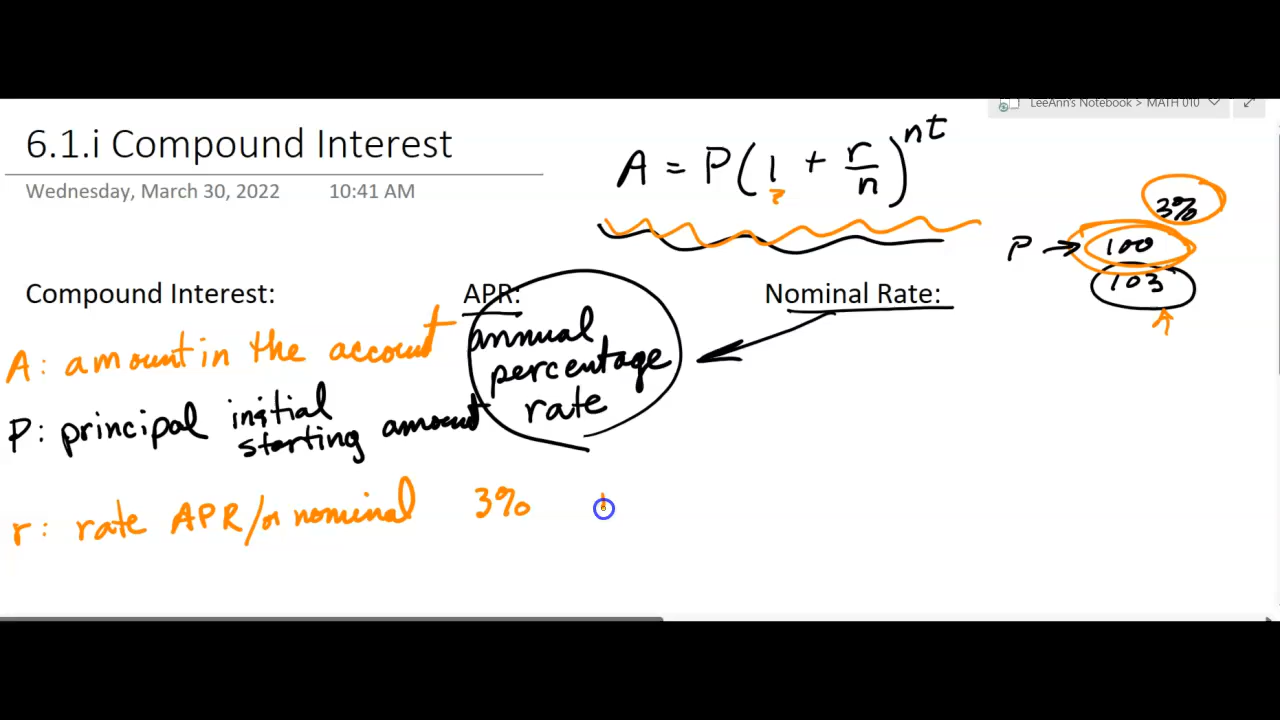 LeeAnn's Notebook > MATH 010
6.1.i Compound Interest
Wednesday, March 30, 2022 10:41 AM
A = P(1 + r/n)^nt
?
3%
P → 100
103
A
Compound Interest: APR: Nominal Rate:
A: amount in the account
annual
percentage
rate
P: principal initial
starting amount
r: rate APR/or nominal 3%